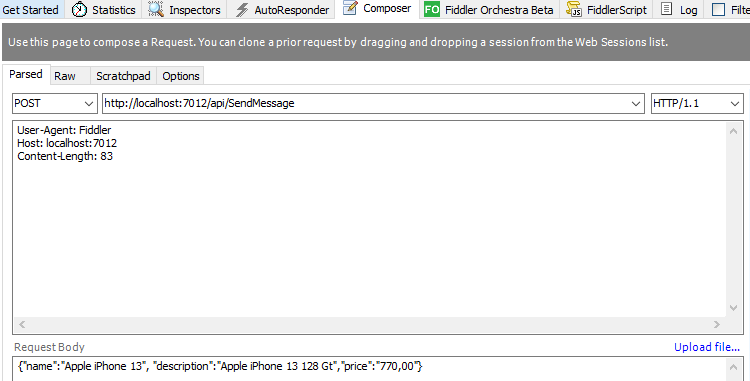 Get Started Statistics Inspectors AutoResponder Composer FO Fiddler Orchestra Beta JS FiddlerScript Log Filte
Use this page to compose a Request. You can clone a prior request by dragging and dropping a session from the Web Sessions list.
Parsed Raw Scratchpad Options
POST http://localhost:7012/api/SendMessage HTTP/1.1
User-Agent: Fiddler
Host: localhost:7012
Content-Length: 83
Request Body Upload file...
{"name":"Apple iPhone 13", "description":"Apple iPhone 13 128 Gt","price":"770,00"}